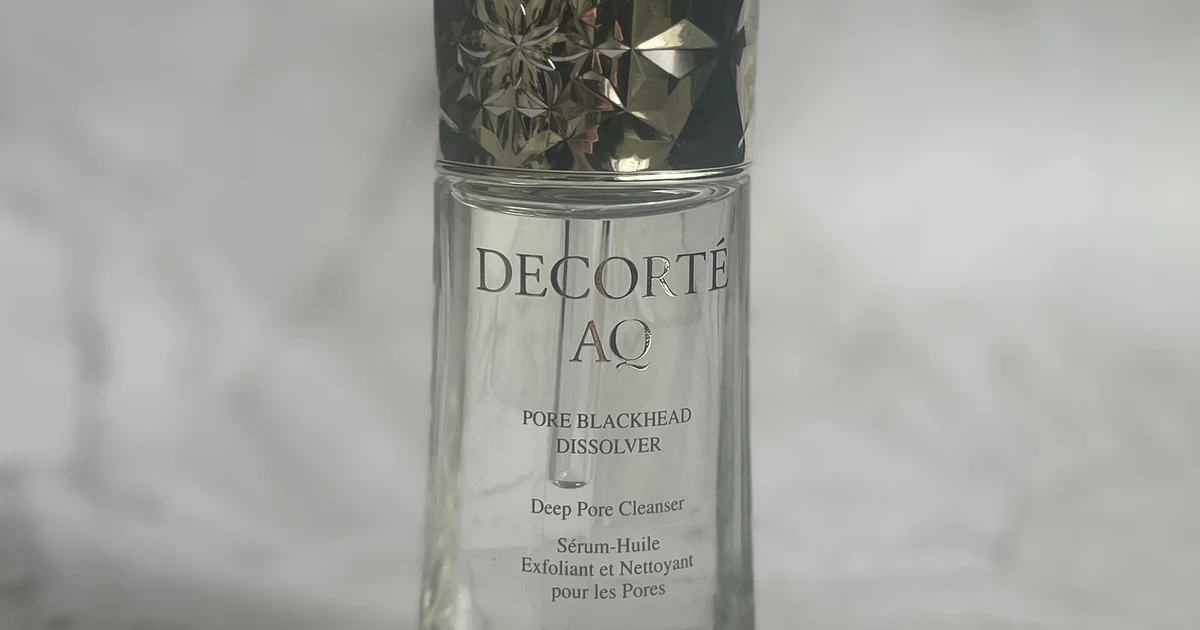 DECORTÉ
AQ
PORE BLACKHEAD
DISSOLVER
Deep Pore Cleanser
Sérum-Huile
Exfoliant et Nettoyant
pour les Pores